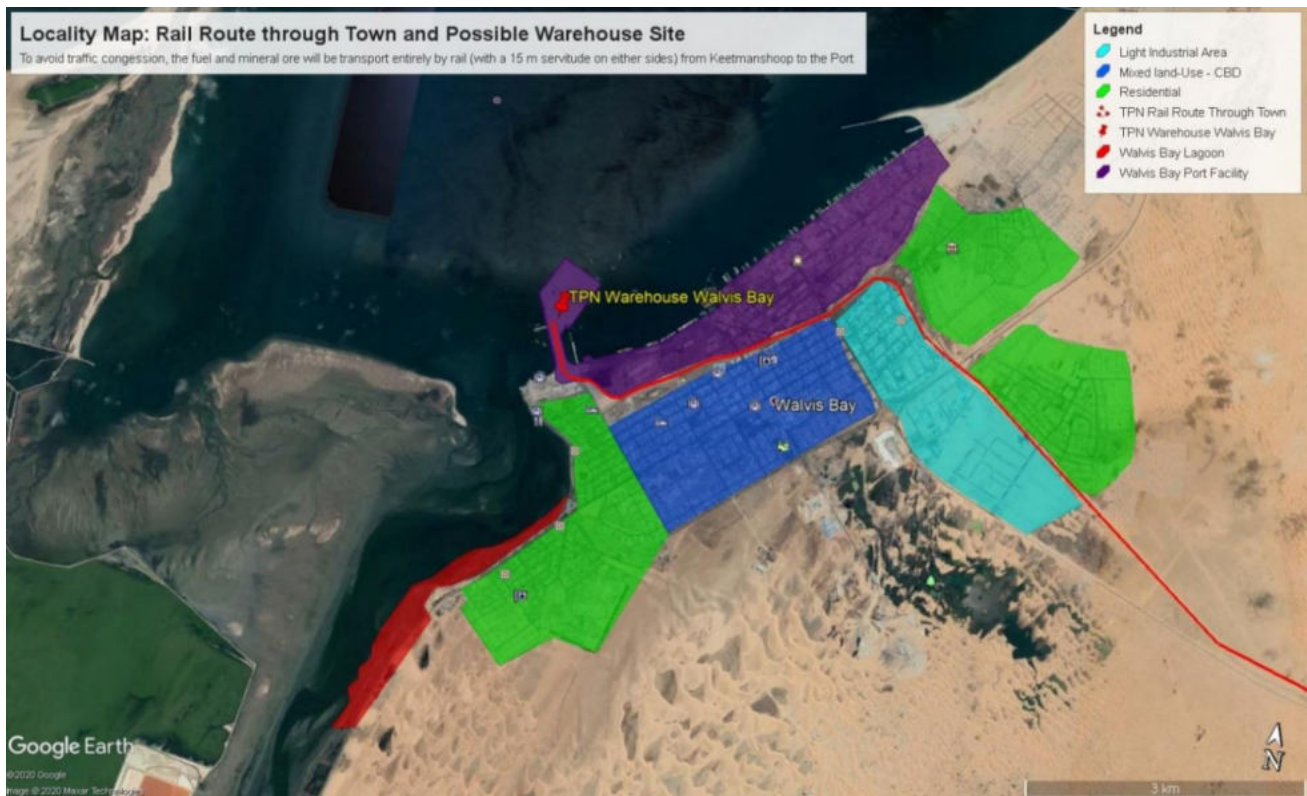 Locality Map: Rail Route through Town and Possible Warehouse Site
To avoid traffic congession, the fuel and mineral ore will be transport entirely by rail (with a 15 m servitude on either sides) from Keetmanshoop to the Port
Legend
Light Industrial Area
Mixed land-Use - CBD
Residential
TPN Rail Route Through Town
TPN Warehouse Walvis Bay
Walvis Bay Lagoon
Walvis Bay Port Facility
TPN Warehouse Walvis Bay
Walvis Bay
Google Earth
©2020 Google
Image © 2020 Maxar Technologies
N
3 km